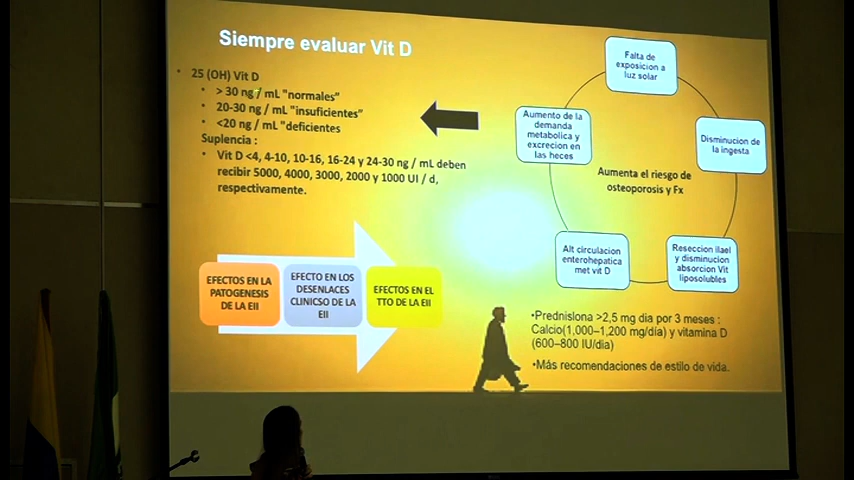 Siempre evaluar Vit D
• 25 (OH) Vit D
• > 30 ng / mL "normales"
• 20-30 ng / mL "insuficientes"
• <20 ng / mL "deficientes
Suplencia :
• Vit D <4, 4-10, 10-16, 16-24 y 24-30 ng / mL deben
recibir 5000, 4000, 3000, 2000 y 1000 UI / d,
respectivamente.
Falta de
exposicion a
luz solar
Disminucion de
la ingesta
Reseccion ilael
y disminucion
absorcion Vit
liposolubles
Alt circulacion
enterohepatica
met vit D
Aumento de la
demanda
metabolica y
excrecion en
las heces
Aumenta el riesgo de
osteoporosis y Fx
EFECTOS EN LA
PATOGENESIS
DE LA EII
EFECTO EN LOS
DESENLACES
CLINICSO DE LA
EII
EFECTOS EN EL
TTO DE LA EII
•Prednislona >2,5 mg dia por 3 meses :
Calcio(1,000–1,200 mg/día) y vitamina D
(600–800 IU/dia)
•Más recomendaciones de estilo de vida.